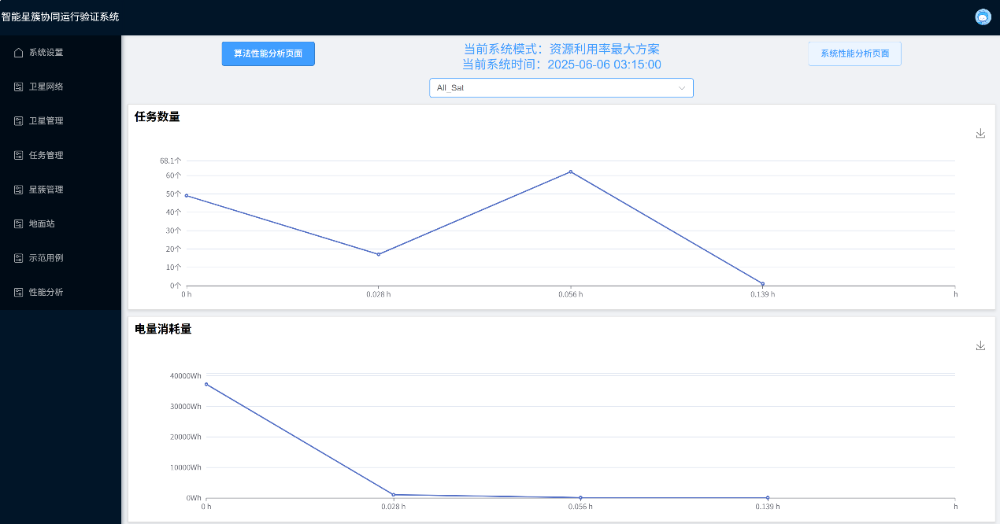 智能星簇协同运行验证系统
系统设置
卫星网络
卫星管理
任务管理
星簇管理
地面站
示范用例
性能分析
算法性能分析页面
当前系统模式：资源利用率最大方案
当前系统时间：2025-06-06 03:15:00
系统性能分析页面
All_Sat
任务数量
68.1个
60个
50个
40个
30个
20个
10个
0个
0 h 0.028 h 0.056 h 0.139 h h
电量消耗量
40000Wh
30000Wh
20000Wh
10000Wh
0Wh
0 h 0.028 h 0.056 h 0.139 h h